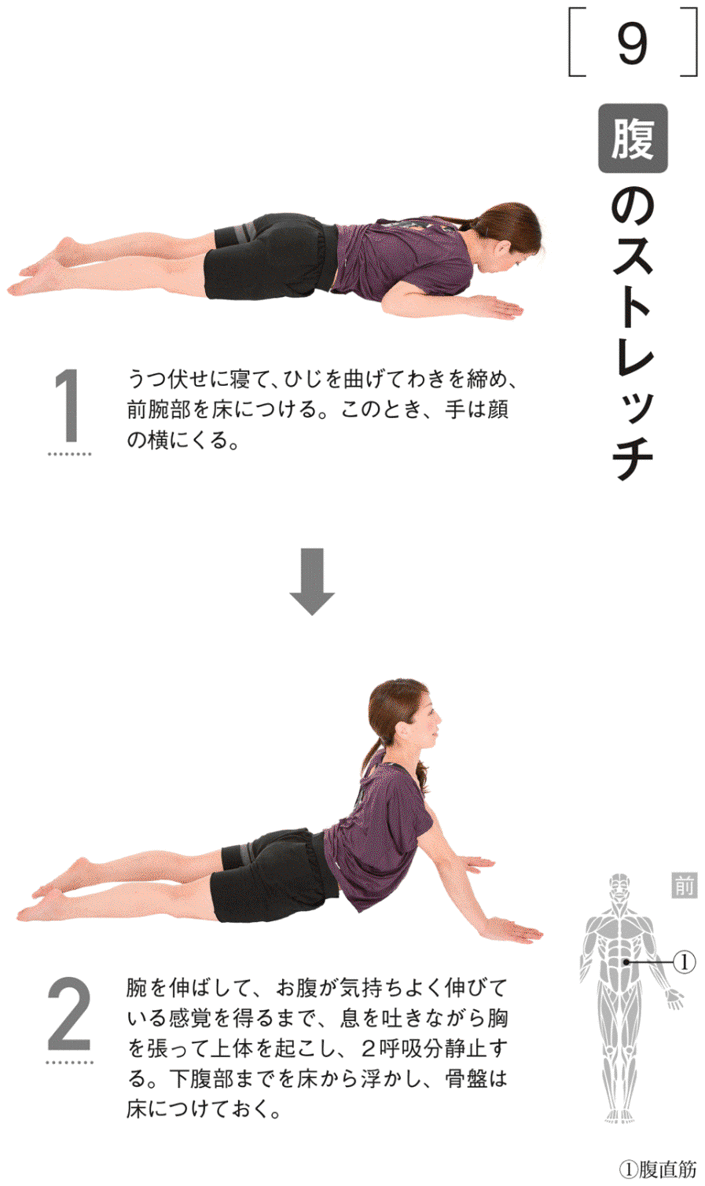 [9]
腹のストレッチ
1
うつ伏せに寝て、ひじを曲げてわきを締め、
前腕部を床につける。このとき、手は顔
の横にくる。
2
腕を伸ばして、お腹が気持ちよく伸びて
いる感覚を得るまで、息を吐きながら胸
を張って上体を起こし、2呼吸分静止す
る。下腹部までを床から浮かし、骨盤は
床につけておく。
前
①
①腹直筋